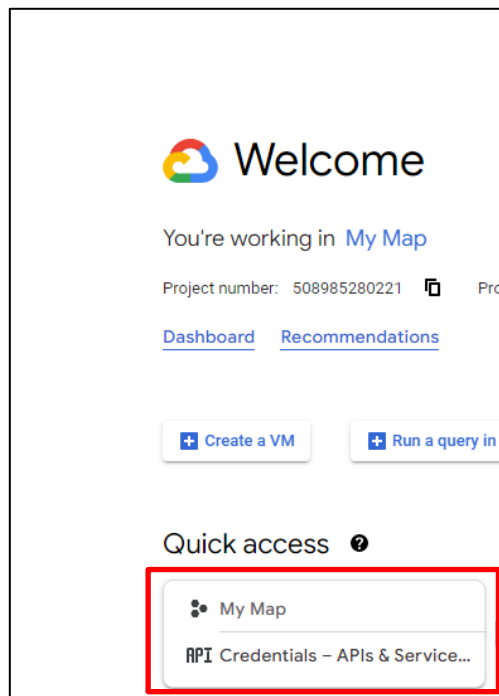 Welcome
You're working in My Map
Project number: 508985280221 Pro
Dashboard Recommendations
Create a VM Run a query in
Quick access
My Map
API Credentials – APIs & Service...